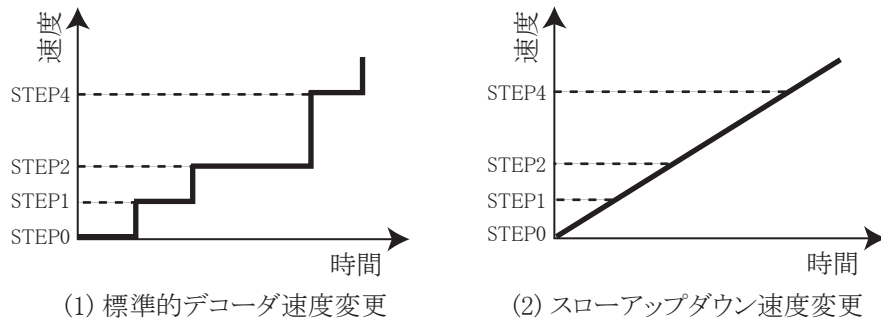 速度
STEP4
STEP2
STEP1
STEP0
時間
(1) 標準的デコーダ速度変更
速度
STEP4
STEP2
STEP1
STEP0
時間
(2) スローアップダウン速度変更